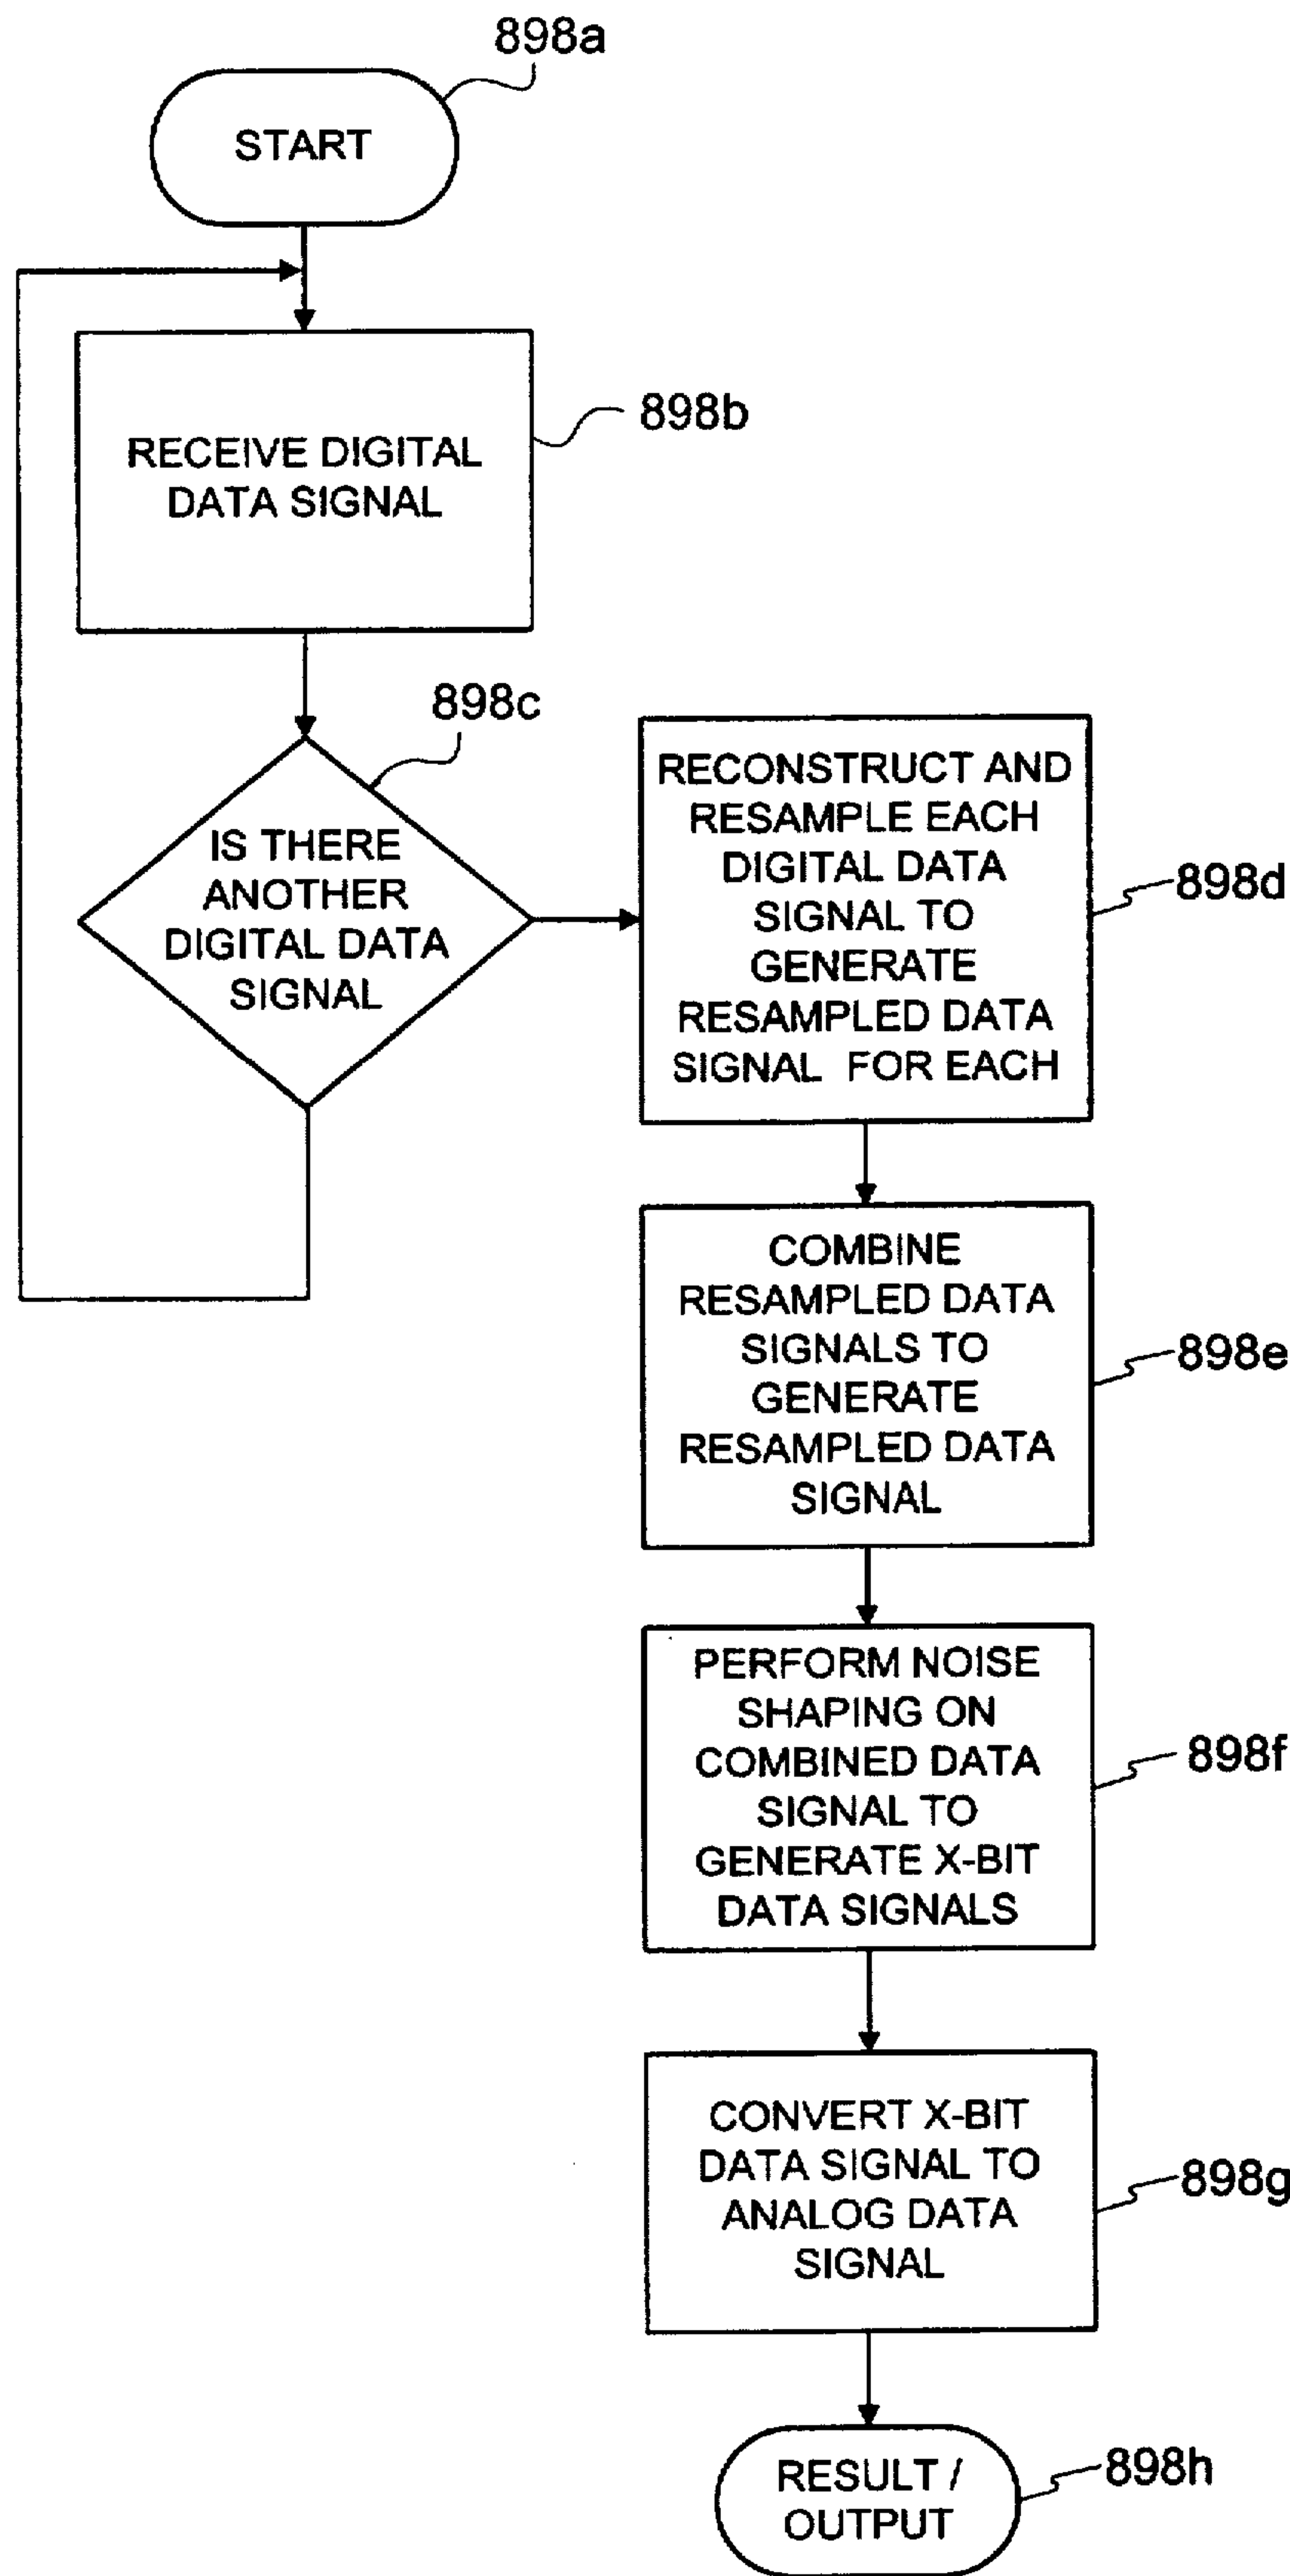 898a
START
RECEIVE DIGITAL
DATA SIGNAL
898b
898c
IS THERE
ANOTHER
DIGITAL DATA
SIGNAL
RECONSTRUCT AND
RESAMPLE EACH
DIGITAL DATA
SIGNAL TO
GENERATE
RESAMPLED DATA
SIGNAL FOR EACH
898d
COMBINE
RESAMPLED DATA
SIGNALS TO
GENERATE
RESAMPLED DATA
SIGNAL
898e
PERFORM NOISE
SHAPING ON
COMBINED DATA
SIGNAL TO
GENERATE X-BIT
DATA SIGNALS
898f
CONVERT X-BIT
DATA SIGNAL TO
ANALOG DATA
SIGNAL
898g
RESULT /
OUTPUT
898h